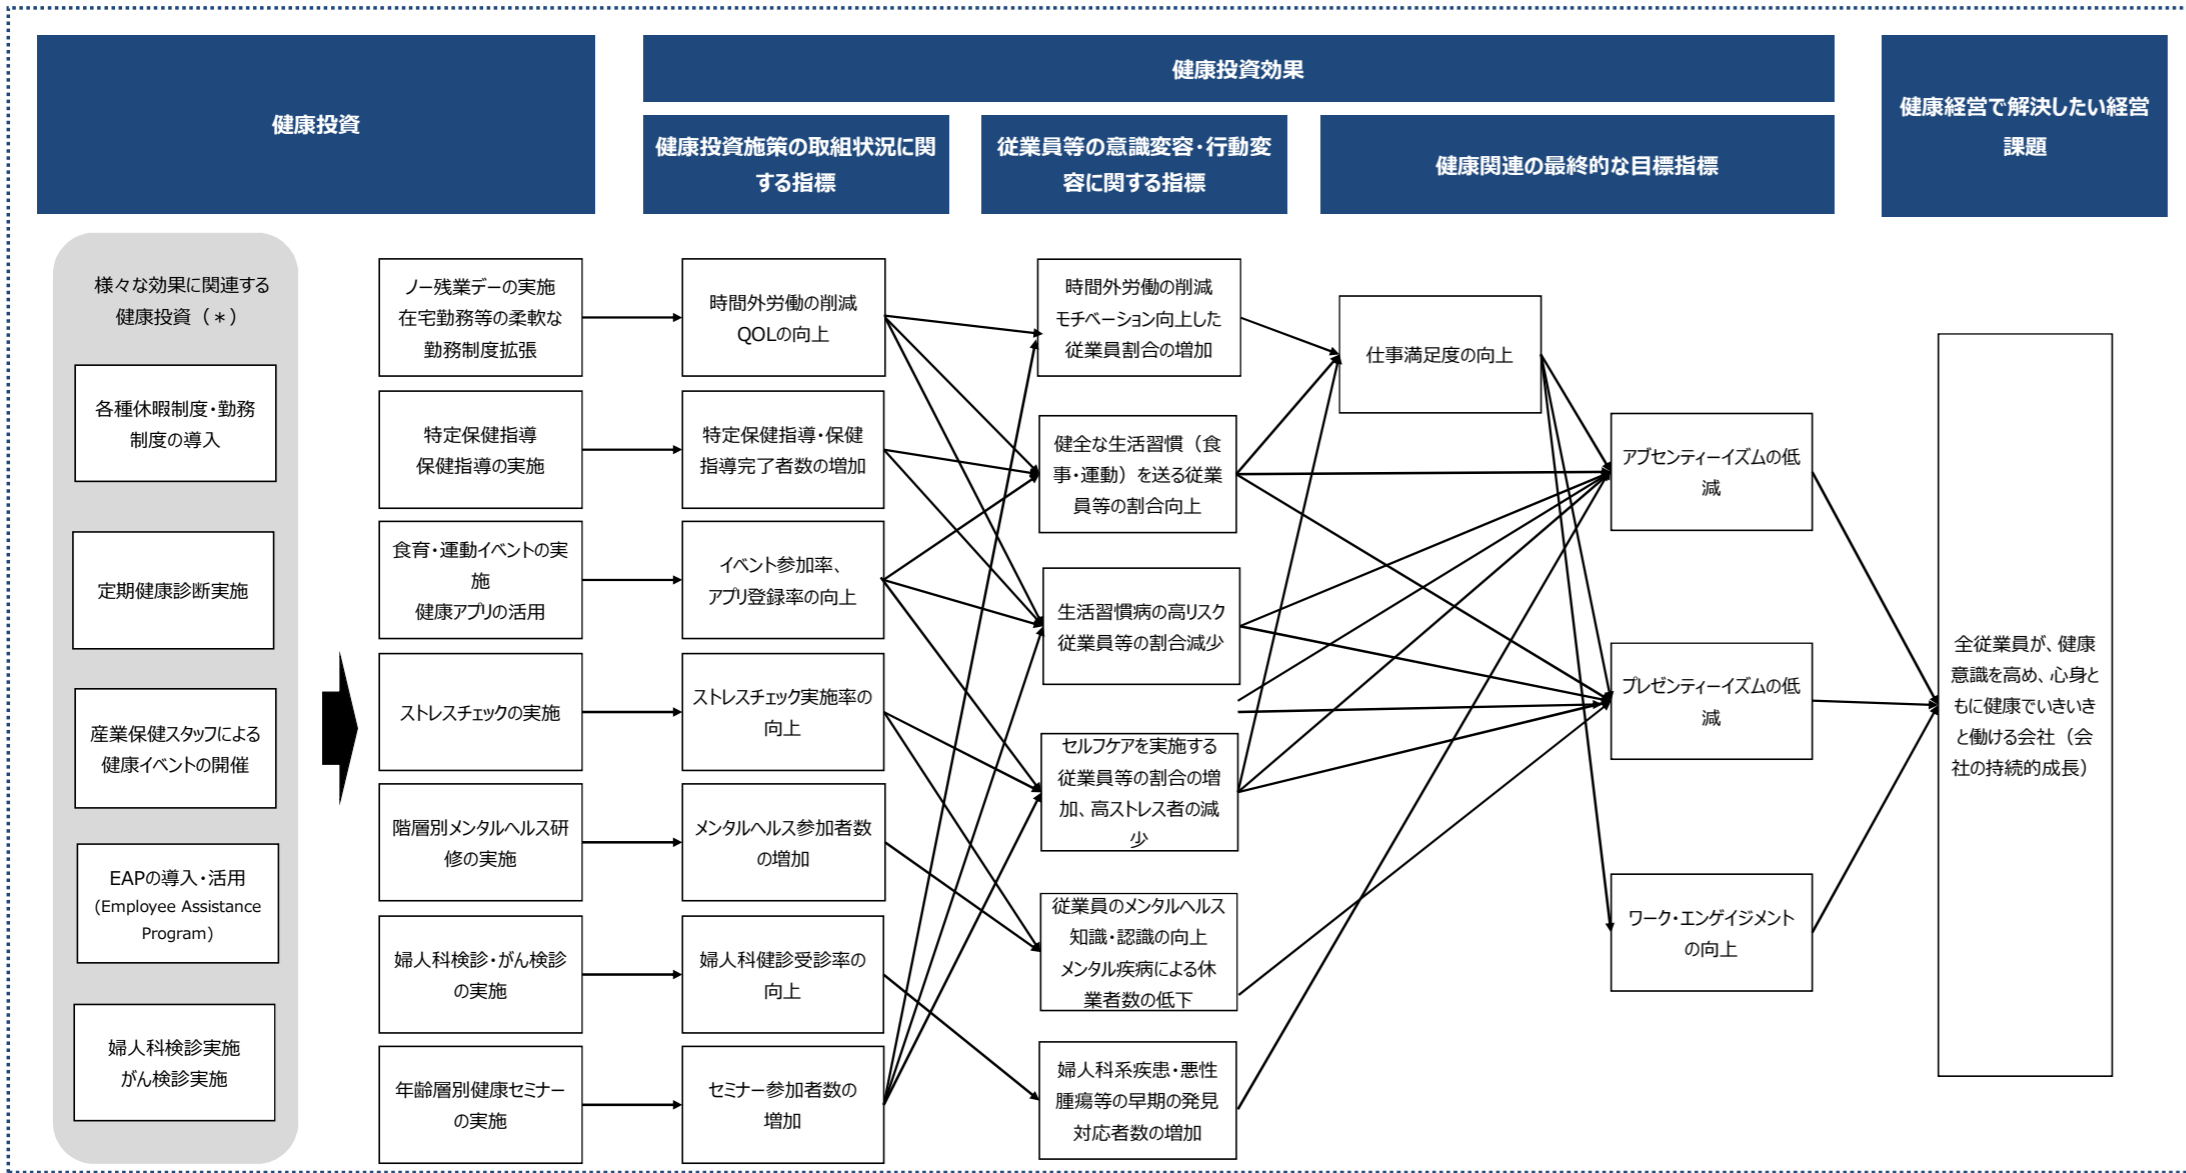 健康投資
健康投資効果
健康経営で解決したい経営
課題
健康投資施策の取組状況に関
する指標
従業員等の意識変容・行動変
容に関する指標
健康関連の最終的な目標指標
様々な効果に関連する
健康投資（＊）
各種休暇制度・勤務
制度の導入
定期健康診断実施
産業保健スタッフによる
健康イベントの開催
EAPの導入・活用
(Employee Assistance
Program)
婦人科検診実施
がん検診実施
ノー残業デーの実施
在宅勤務等の柔軟な
勤務制度拡張
特定保健指導
保健指導の実施
食育・運動イベントの実
施
健康アプリの活用
ストレスチェックの実施
階層別メンタルヘルス研
修の実施
婦人科検診・がん検診
の実施
年齢層別健康セミナー
の実施
時間外労働の削減
QOLの向上
特定保健指導・保健
指導完了者数の増加
イベント参加率、
アプリ登録率の向上
ストレスチェック実施率の
向上
メンタルヘルス参加者数
の増加
婦人科健診受診率の
向上
セミナー参加者数の
増加
時間外労働の削減
モチベーション向上した
従業員割合の増加
健全な生活習慣（食
事・運動）を送る従業
員等の割合向上
生活習慣病の高リスク
従業員等の割合減少
セルフケアを実施する
従業員等の割合の増
加、高ストレス者の減
少
従業員のメンタルヘルス
知識・認識の向上
メンタル疾病による休
業者数の低下
婦人科系疾患・悪性
腫瘍等の早期の発見
対応者数の増加
仕事満足度の向上
アブセンティーイズムの低
減
プレゼンティーイズムの低
減
ワーク・エンゲイジメント
の向上
全従業員が、健康
意識を高め、心身と
もに健康でいきいき
と働ける会社（会
社の持続的成長）